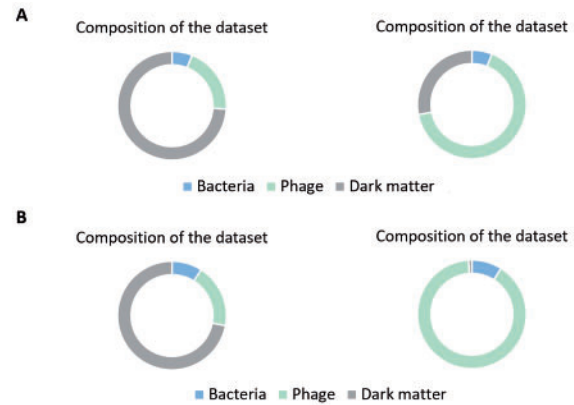 A
Composition of the dataset
Composition of the dataset
Bacteria Phage Dark matter
B
Composition of the dataset
Composition of the dataset
Bacteria Phage Dark matter